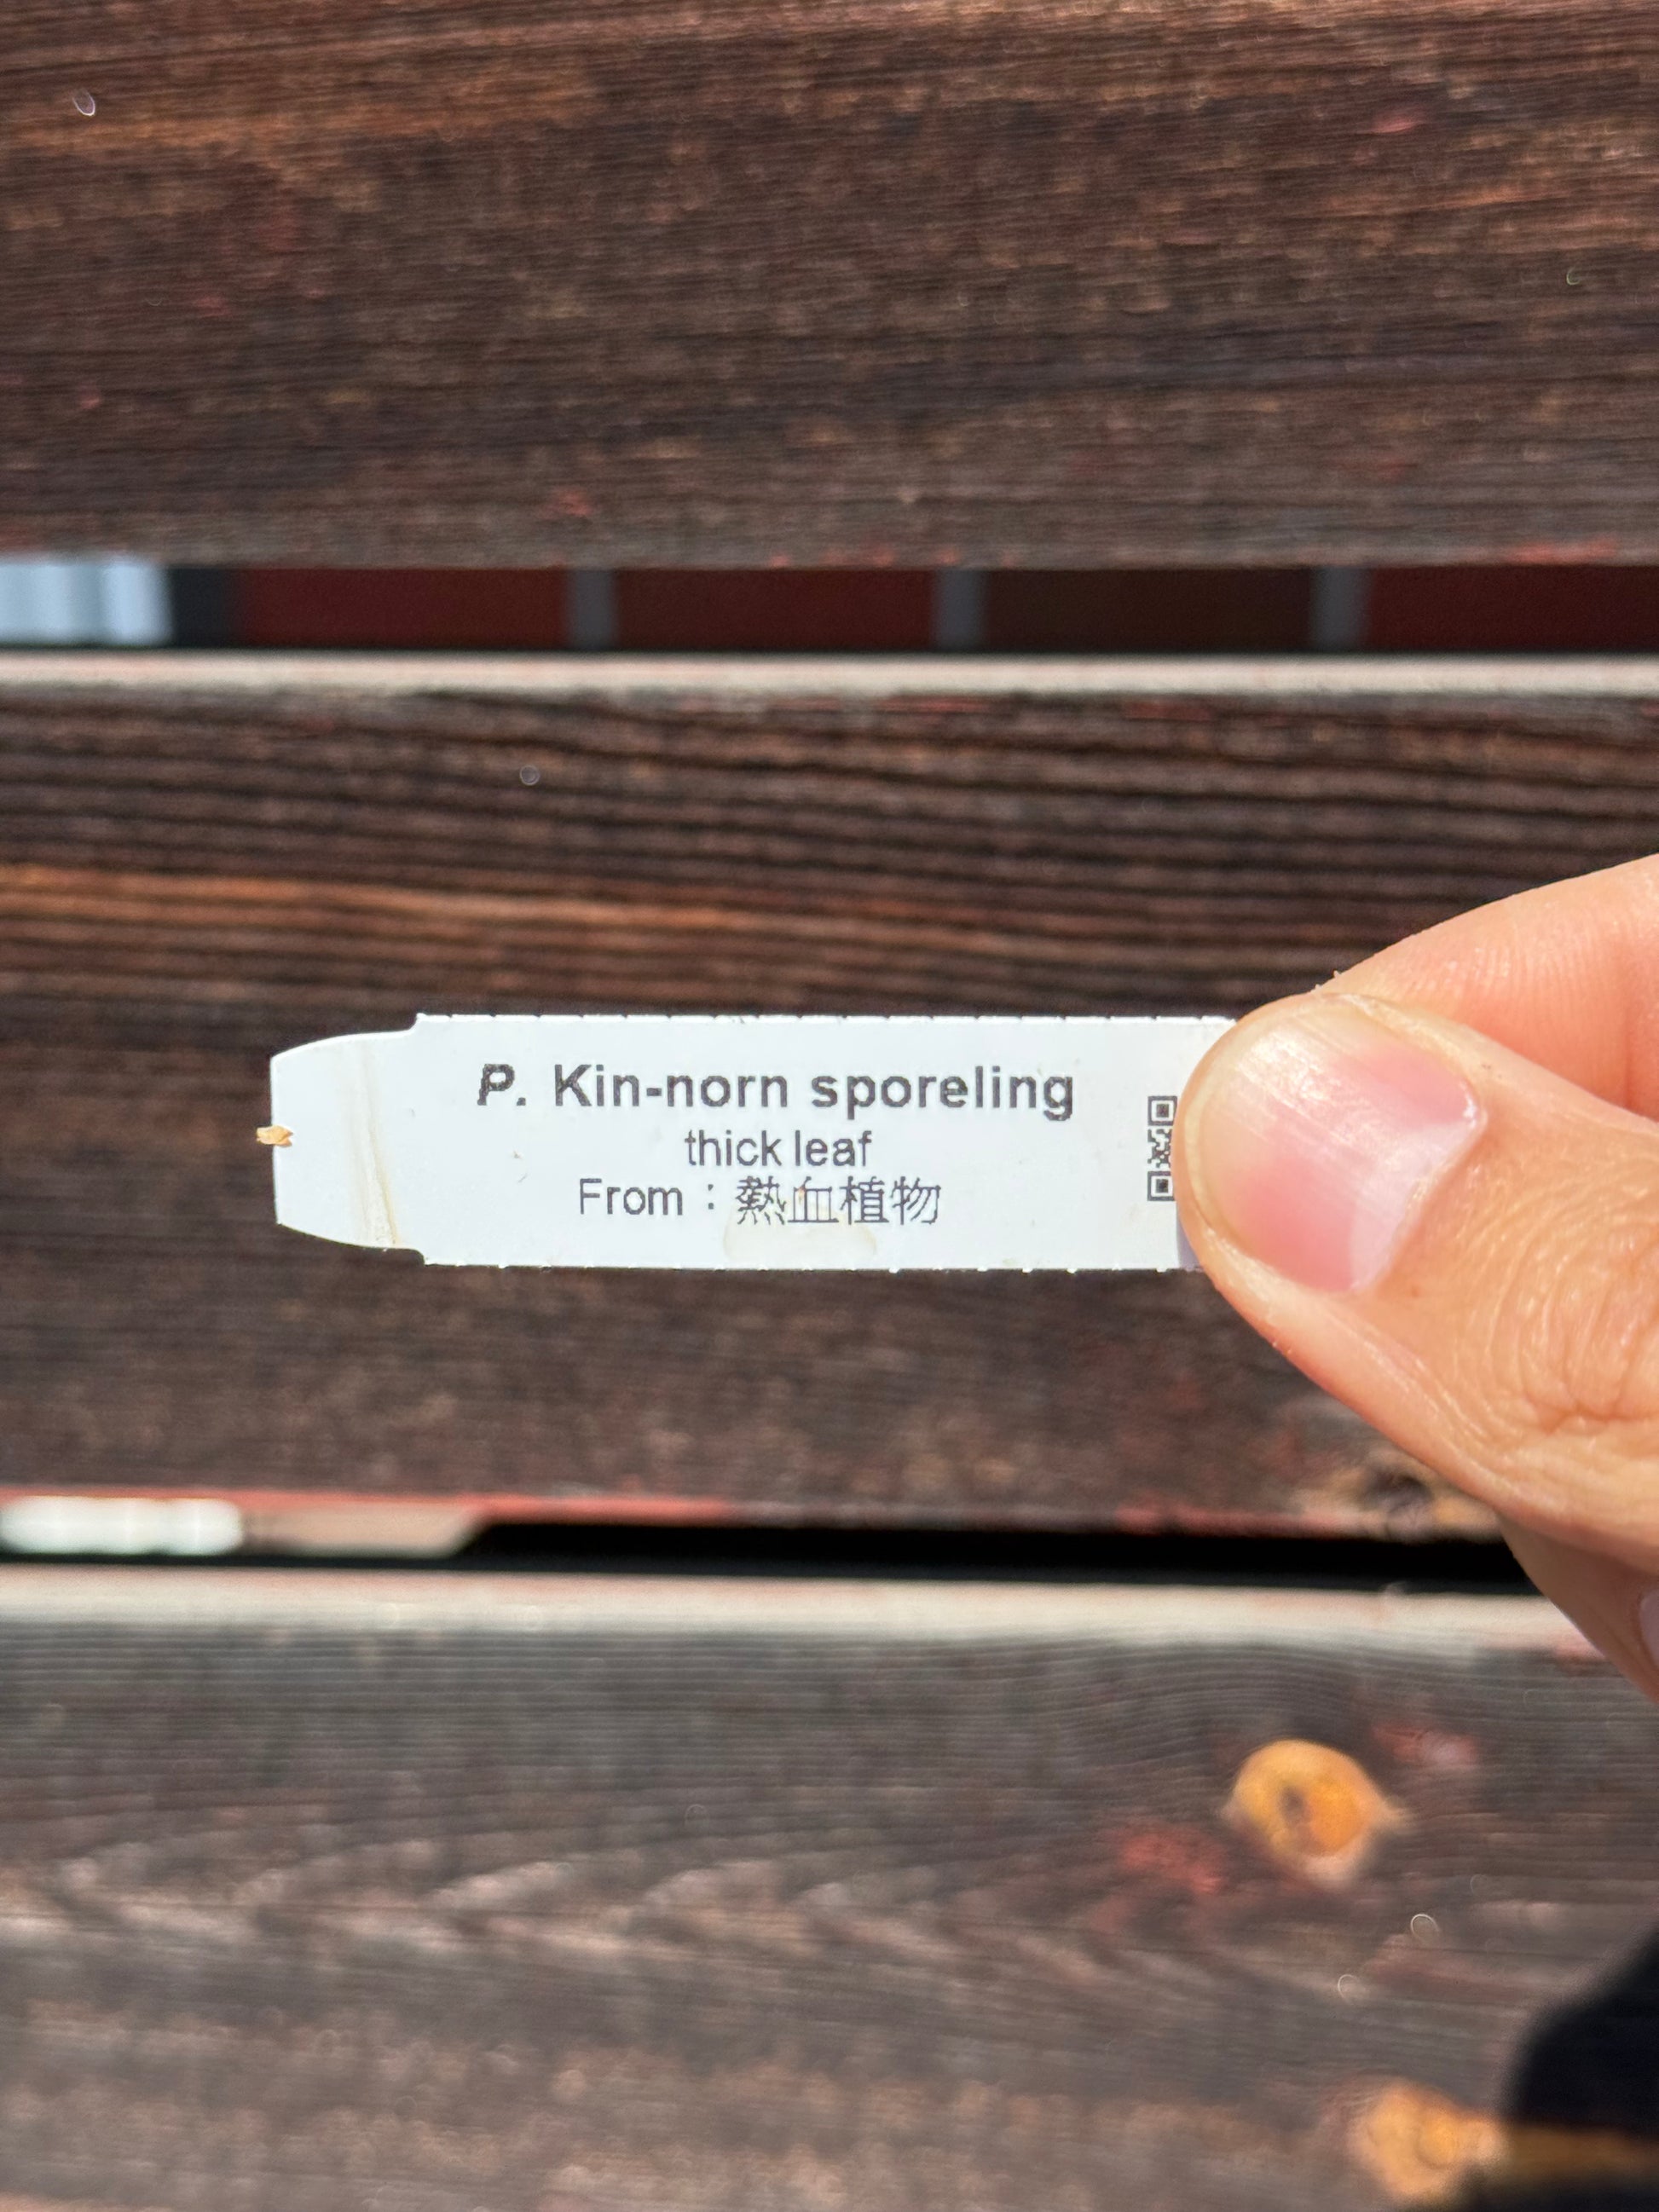 P. Kin-norn sporeling
thick leaf
From：熱血植物